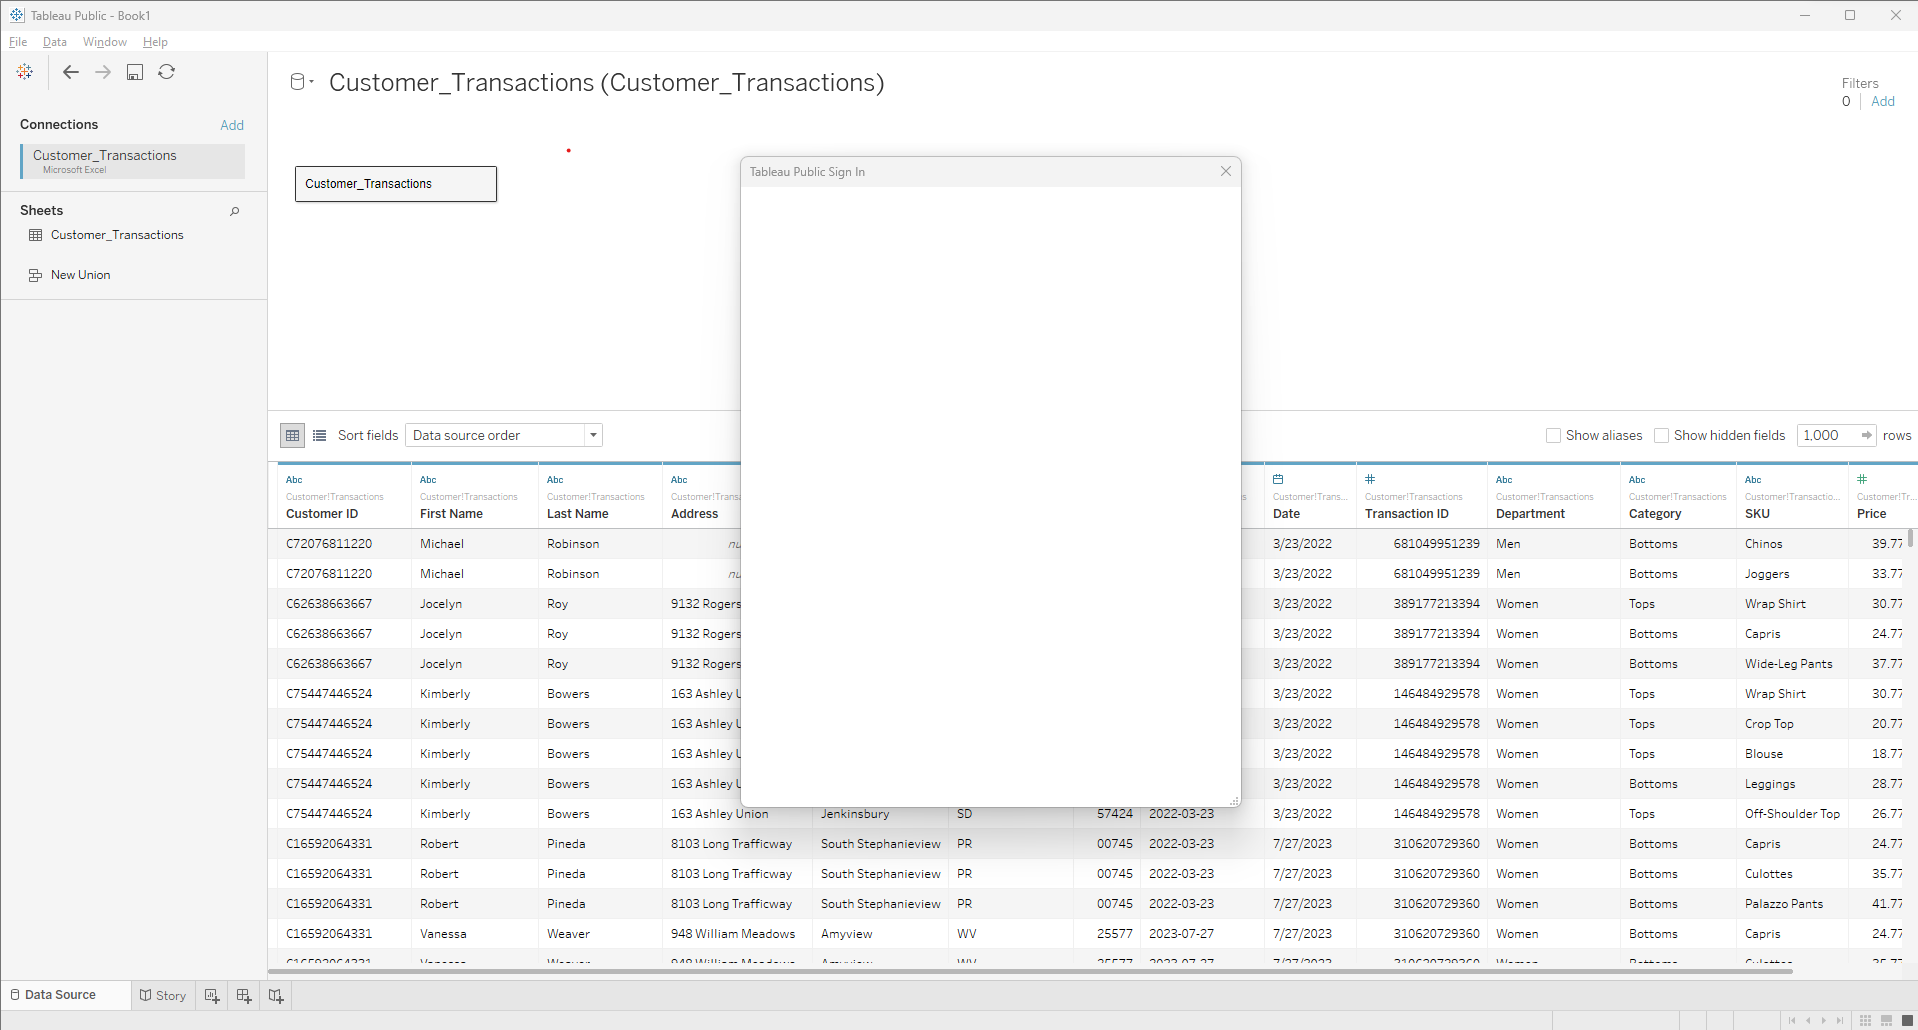 Tableau Public - Book1
File Data Window Help
Connections Add
Customer_Transactions
Microsoft Excel
Sheets
Customer_Transactions
New Union
Customer_Transactions (Customer_Transactions)
Filters
0 Add
Customer_Transactions
Tableau Public Sign In
Sort fields Data source order Show aliases Show hidden fields 1,000 rows
Abc Abc Abc Abc # Abc Abc Abc #
Customer!Transactions Customer!Transactions Customer!Transactions Customer!Trans... Customer!Transactions Customer!Transactions Customer!Transactions Customer!Transactio... Customer!Tr...
Customer ID First Name Last Name Address Date Transaction ID Department Category SKU Price
C72076811220 Michael Robinson 3/23/2022 681049951239 Men Bottoms Chinos 39.77
C72076811220 Michael Robinson 3/23/2022 681049951239 Men Bottoms Joggers 33.77
C62638663667 Jocelyn Roy 9132 Rogers 3/23/2022 389177213394 Women Tops Wrap Shirt 30.77
C62638663667 Jocelyn Roy 9132 Rogers 3/23/2022 389177213394 Women Bottoms Capris 24.77
C62638663667 Jocelyn Roy 9132 Rogers 3/23/2022 389177213394 Women Bottoms Wide-Leg Pants 37.77
C75447446524 Kimberly Bowers 163 Ashley U 3/23/2022 146484929578 Women Tops Wrap Shirt 30.77
C75447446524 Kimberly Bowers 163 Ashley U 3/23/2022 146484929578 Women Tops Crop Top 20.77
C75447446524 Kimberly Bowers 163 Ashley U 3/23/2022 146484929578 Women Tops Blouse 18.77
C75447446524 Kimberly Bowers 163 Ashley U 3/23/2022 146484929578 Women Bottoms Leggings 28.77
C75447446524 Kimberly Bowers 163 Ashley Union Jenkinsbury SD 57424 2022-03-23 3/23/2022 146484929578 Women Tops Off-Shoulder Top 26.77
C16592064331 Robert Pineda 8103 Long Trafficway South Stephanieview PR 00745 2022-03-23 7/27/2023 310620729360 Women Bottoms Capris 24.77
C16592064331 Robert Pineda 8103 Long Trafficway South Stephanieview PR 00745 2022-03-23 7/27/2023 310620729360 Women Bottoms Culottes 35.77
C16592064331 Robert Pineda 8103 Long Trafficway South Stephanieview PR 00745 2022-03-23 7/27/2023 310620729360 Women Bottoms Palazzo Pants 41.77
C16592064331 Vanessa Weaver 948 William Meadows Amyview WV 25577 2023-07-27 7/27/2023 310620729360 Women Bottoms Capris 24.77
Data Source Story